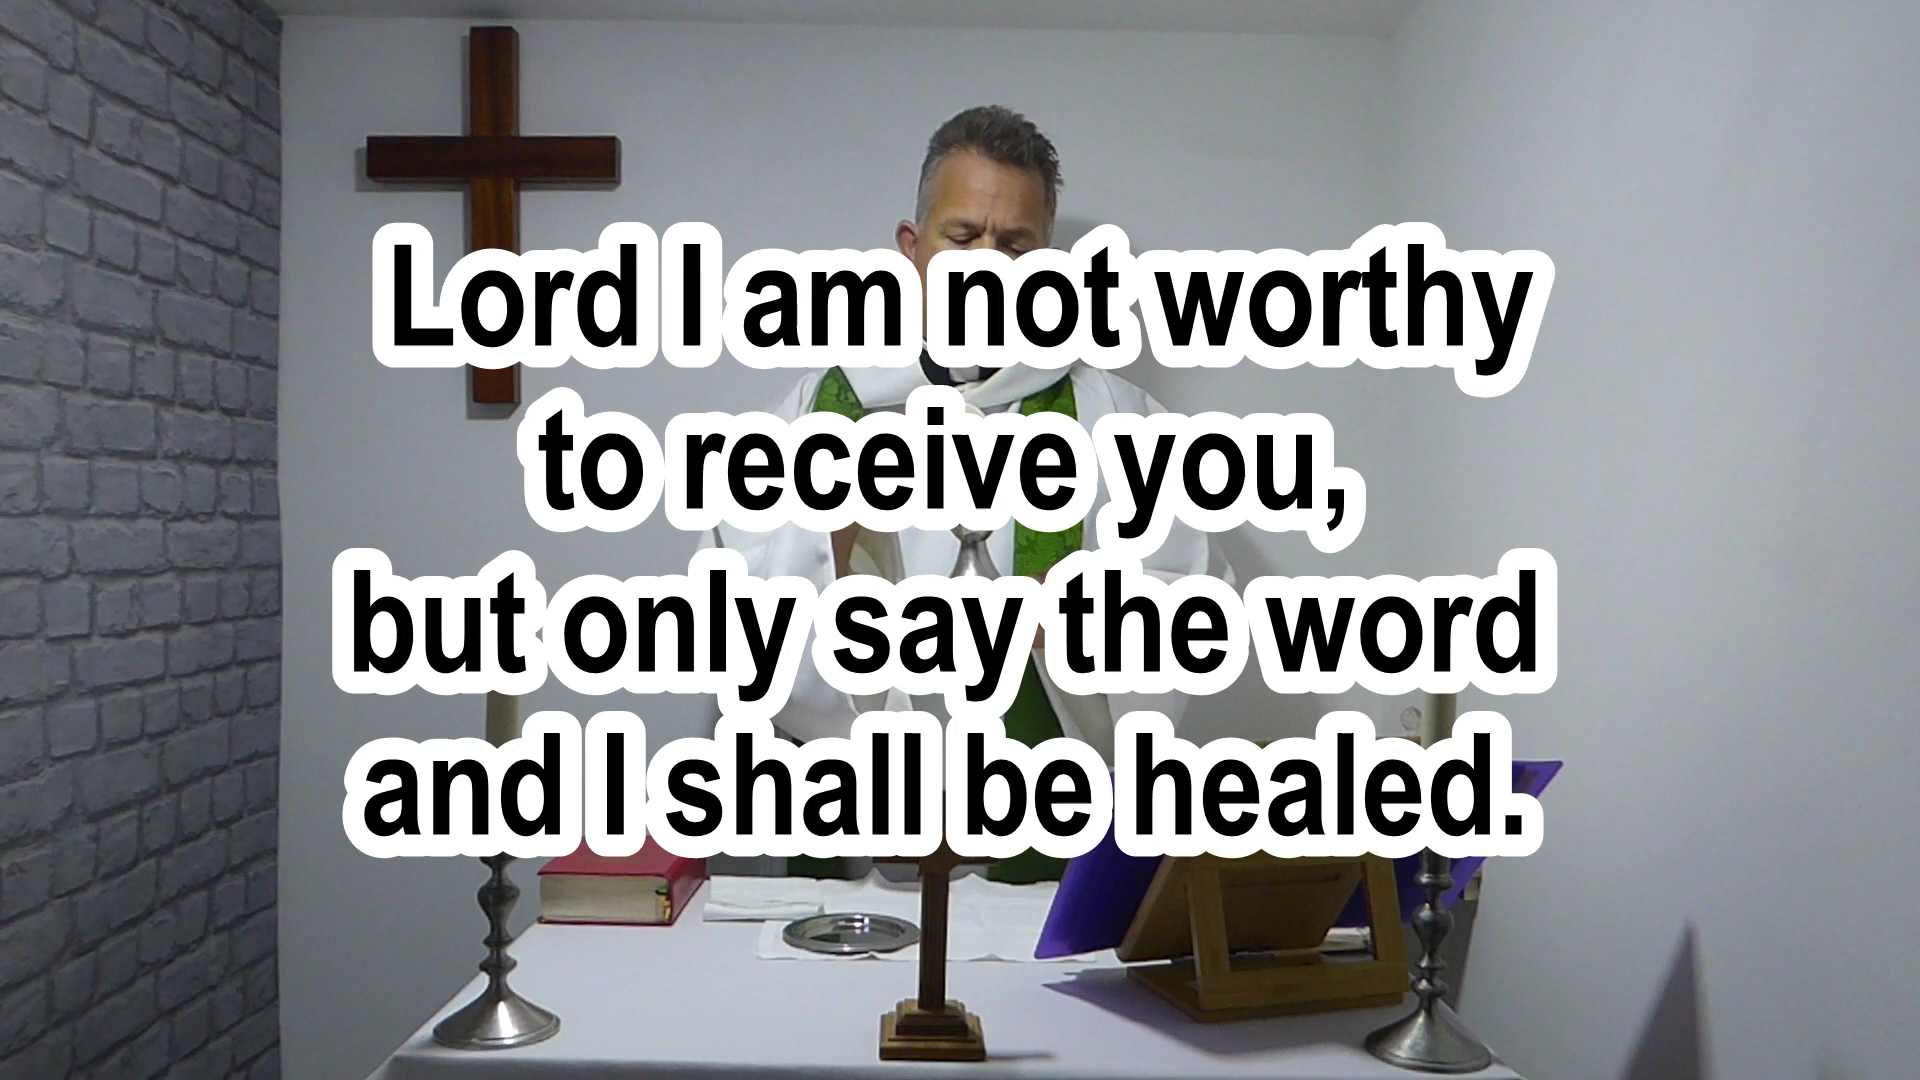 Lord I am not worthy
to receive you,
but only say the word
and I shall be healed.